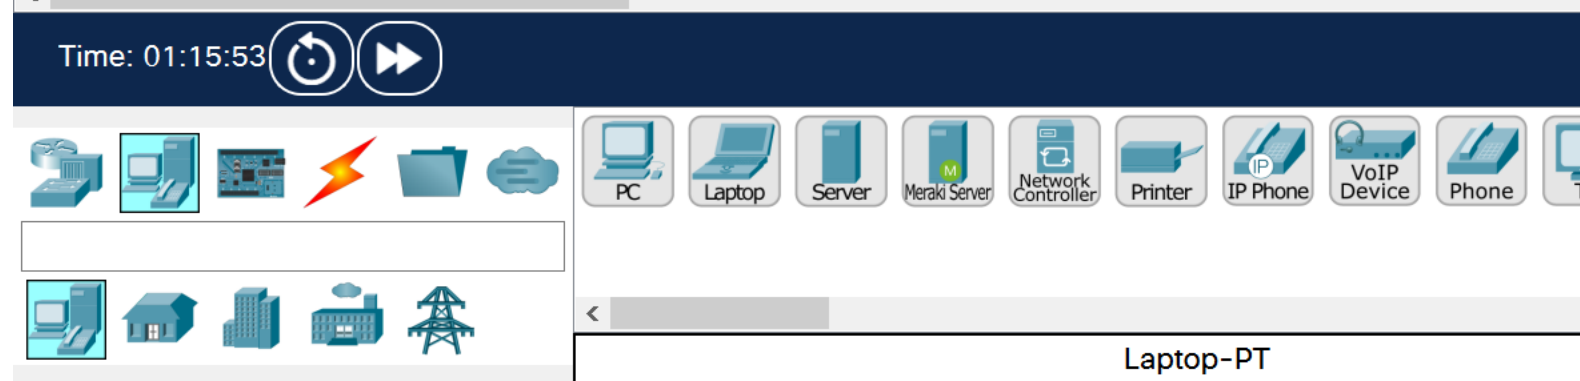 Time: 01:15:53
PC
Laptop
Server
M
Meraki Server
Network
Controller
Printer
IP
IP Phone
VoIP
Device
Phone
Laptop-PT